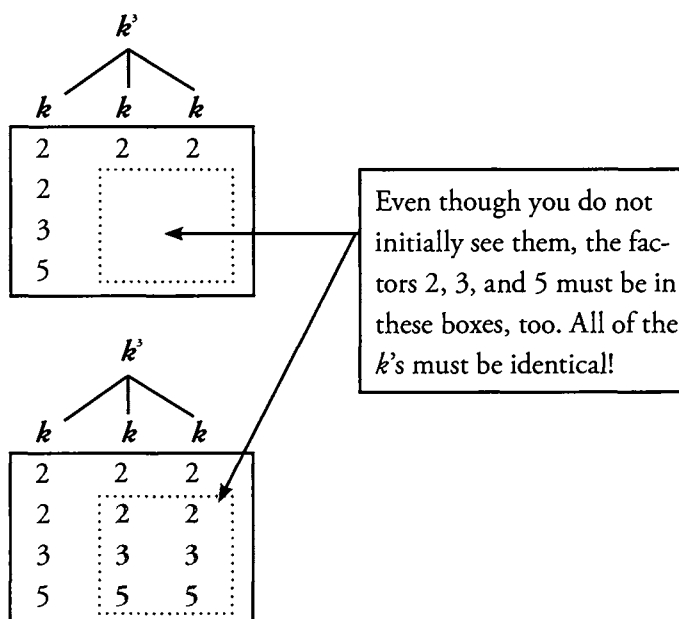 k³
k k k
2 2 2
2
3
5
Even though you do not
initially see them, the fac-
tors 2, 3, and 5 must be in
these boxes, too. All of the
k's must be identical!
k³
k k k
2 2 2
2 2 2
3 3 3
5 5 5